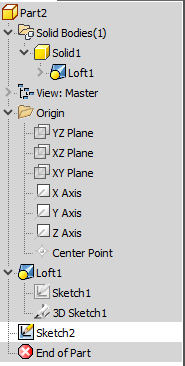 Part2
Solid Bodies(1)
Solid1
Loft1
View: Master
Origin
YZ Plane
XZ Plane
XY Plane
X Axis
Y Axis
Z Axis
Center Point
Loft1
Sketch1
3D Sketch1
Sketch2
End of Part